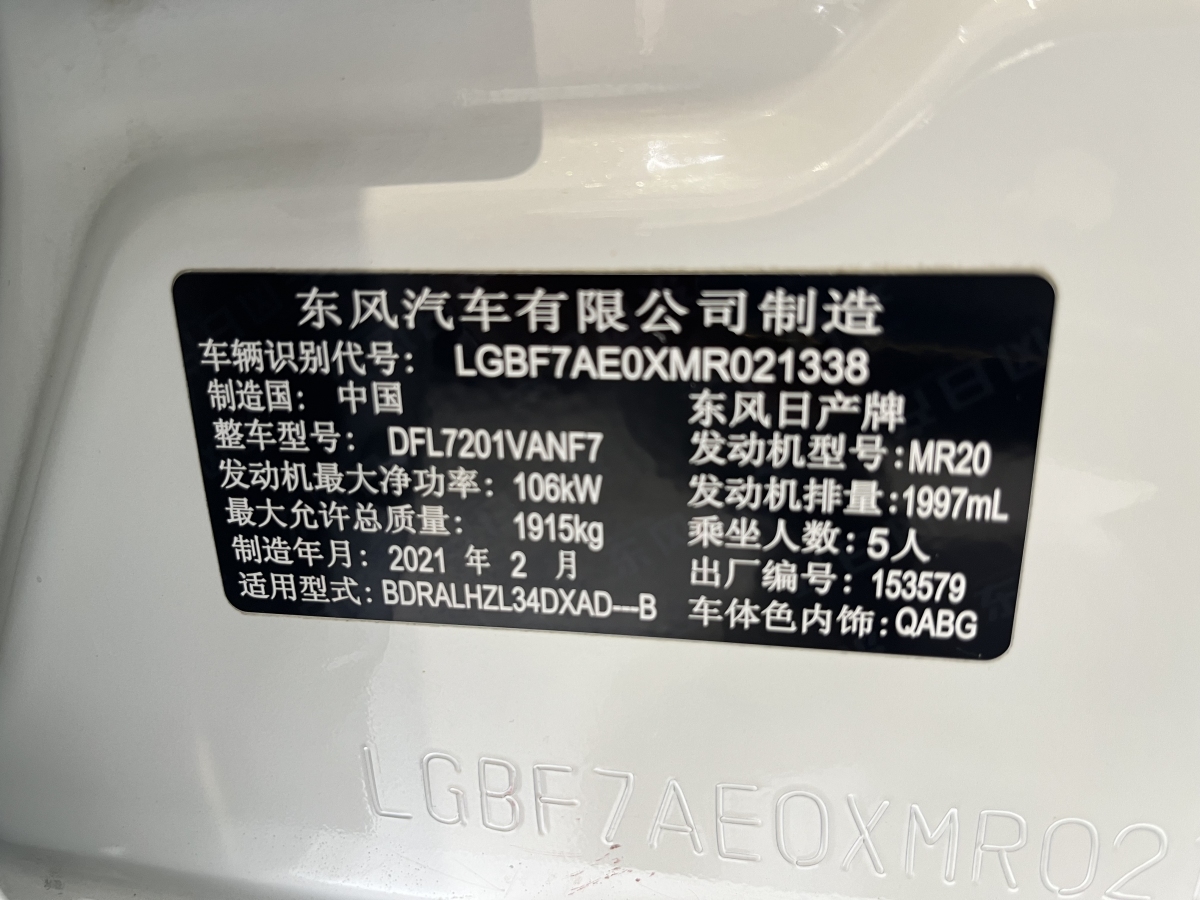 东风汽车有限公司制造
车辆识别代号: LGBF7AE0XMR021338
制造国: 中国
东风日产牌
整车型号: DFL7201VANF7
发动机型号:MR20
发动机最大净功率: 106kW
发动机排量:1997mL
最大允许总质量: 1915kg
乘坐人数:5人
制造年月: 2021 年 2 月
出厂编号: 153579
适用型式: BDRALHZL34DXAD---B
车体色内饰:QABG
LGBF7AE0XMR02